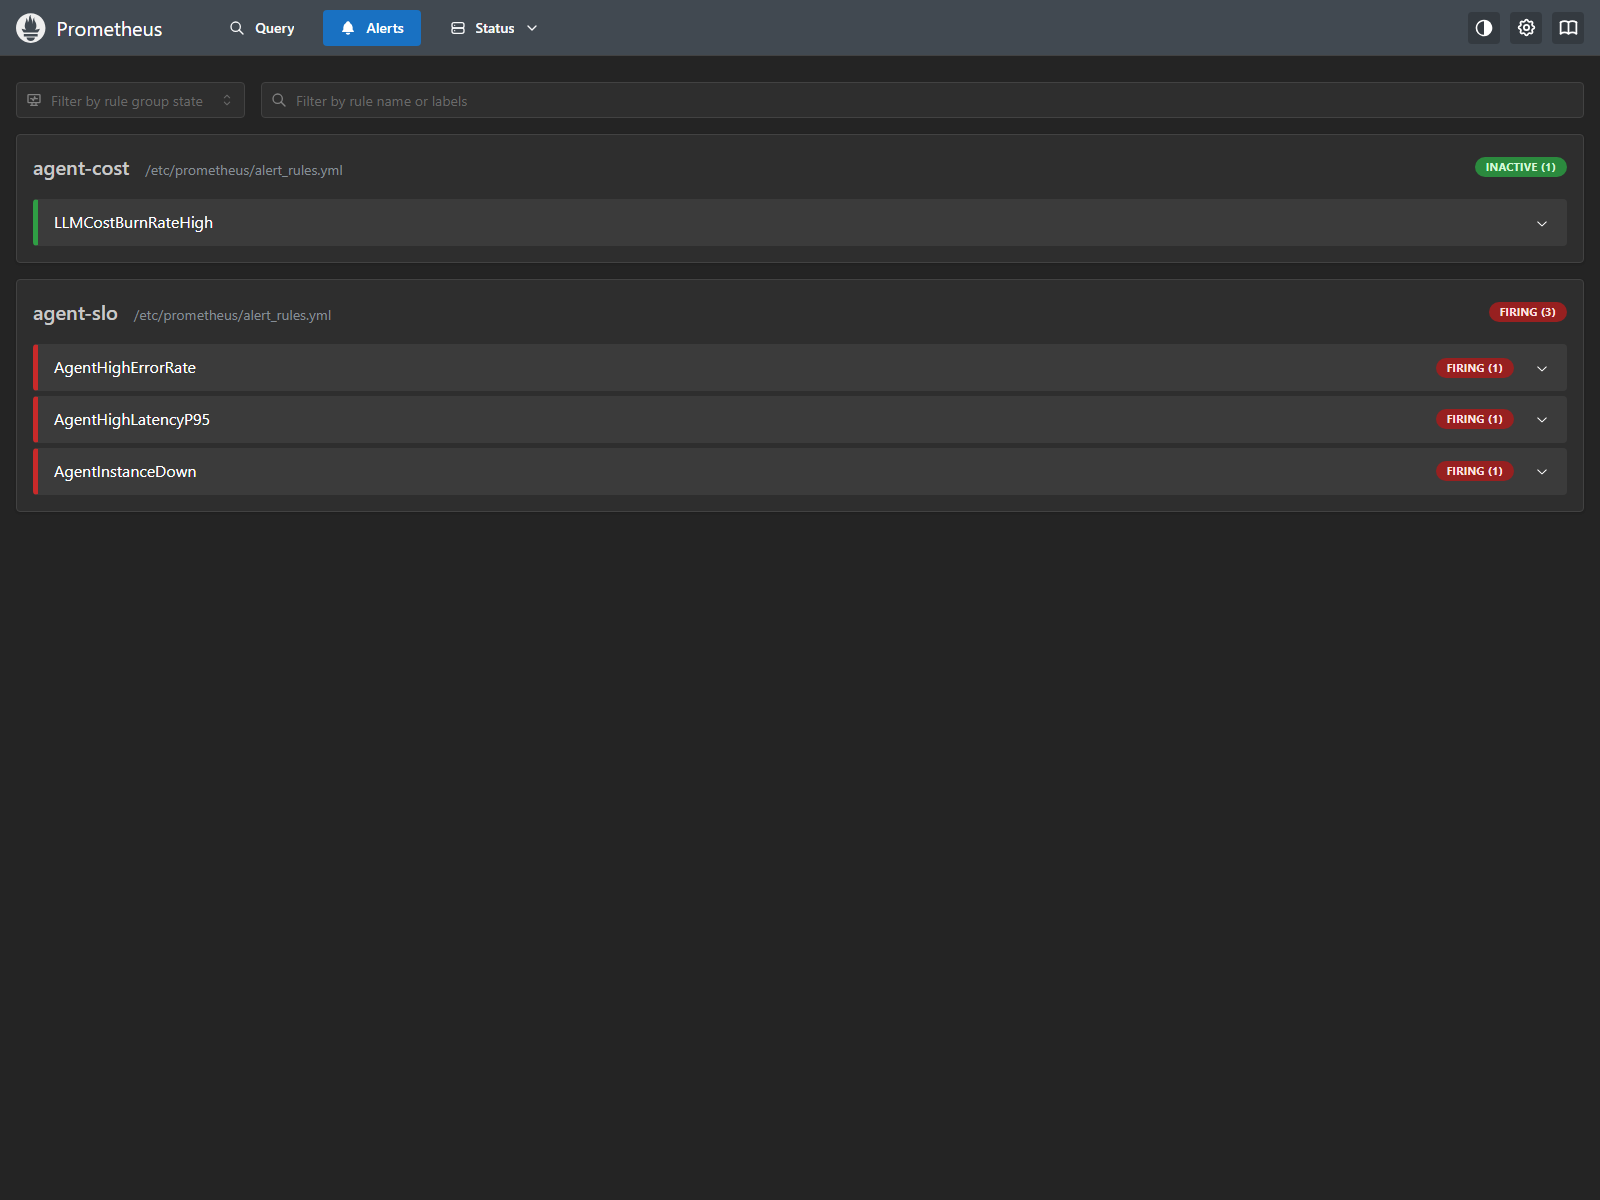 Prometheus Query Alerts Status
Filter by rule group state Filter by rule name or labels
agent-cost /etc/prometheus/alert_rules.yml INACTIVE (1)
LLMCostBurnRateHigh
agent-slo /etc/prometheus/alert_rules.yml FIRING (3)
AgentHighErrorRate FIRING (1)
AgentHighLatencyP95 FIRING (1)
AgentInstanceDown FIRING (1)